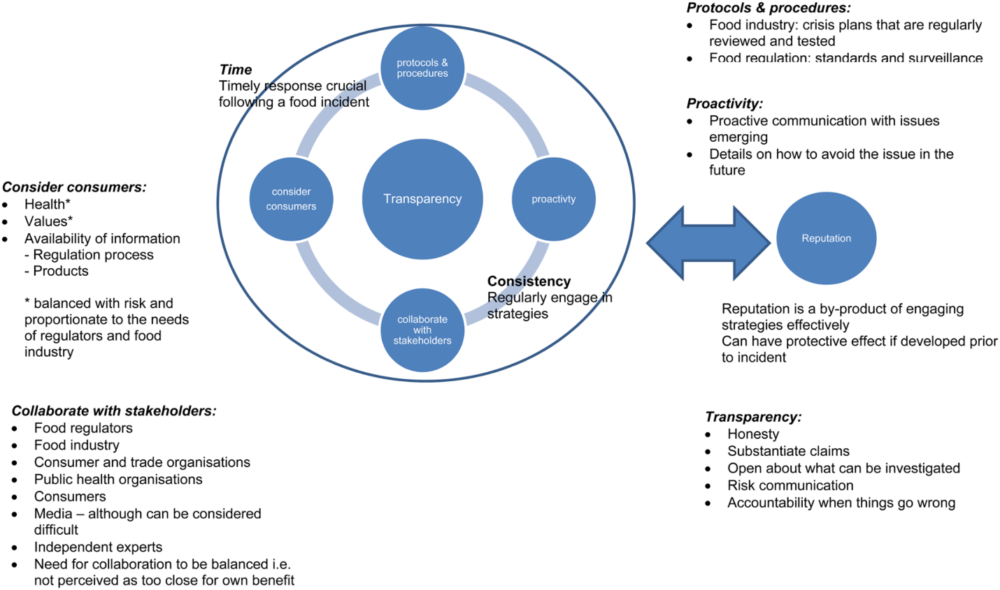 Protocols & procedures:
• Food industry: crisis plans that are regularly
reviewed and tested
• Food regulation: standards and surveillance
Time
Timely response crucial
following a food incident
protocols &
procedures
Proactivity:
• Proactive communication with issues
emerging
• Details on how to avoid the issue in the
future
Consider consumers:
• Health*
• Values*
• Availability of information
- Regulation process
- Products
* balanced with risk and
proportionate to the needs
of regulators and food
industry
consider
consumers
Transparency
proactivty
Consistency
Regularly engage in
strategies
collaborate
with
stakeholders
Reputation
Reputation is a by-product of engaging
strategies effectively
Can have protective effect if developed prior
to incident
Collaborate with stakeholders:
• Food regulators
• Food industry
• Consumer and trade organisations
• Public health organisations
• Consumers
• Media – although can be considered
difficult
• Independent experts
• Need for collaboration to be balanced i.e.
not perceived as too close for own benefit
Transparency:
• Honesty
• Substantiate claims
• Open about what can be investigated
• Risk communication
• Accountability when things go wrong